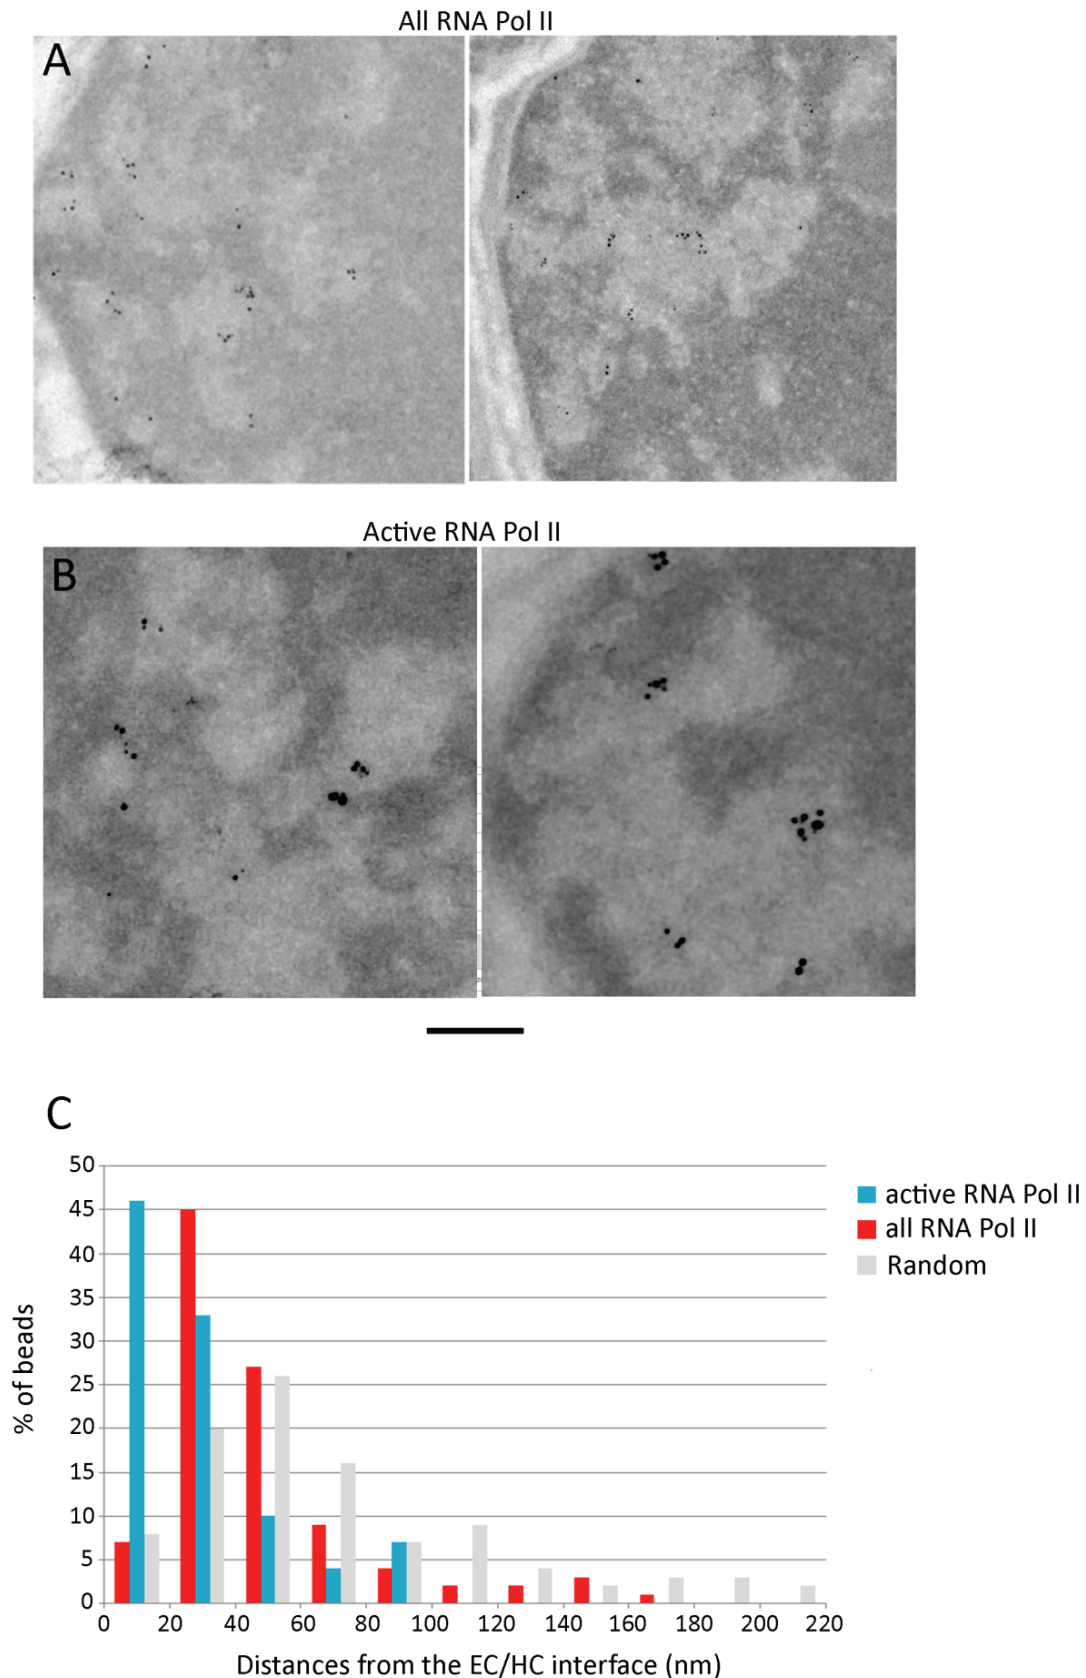 All RNA Pol II
A
Active RNA Pol II
B
C
50
45
40
35
30
25
20
15
10
5
0
% of beads
0 20 40 60 80 100 120 140 160 180 200 220
Distances from the EC/HC interface (nm)
active RNA Pol II
all RNA Pol II
Random